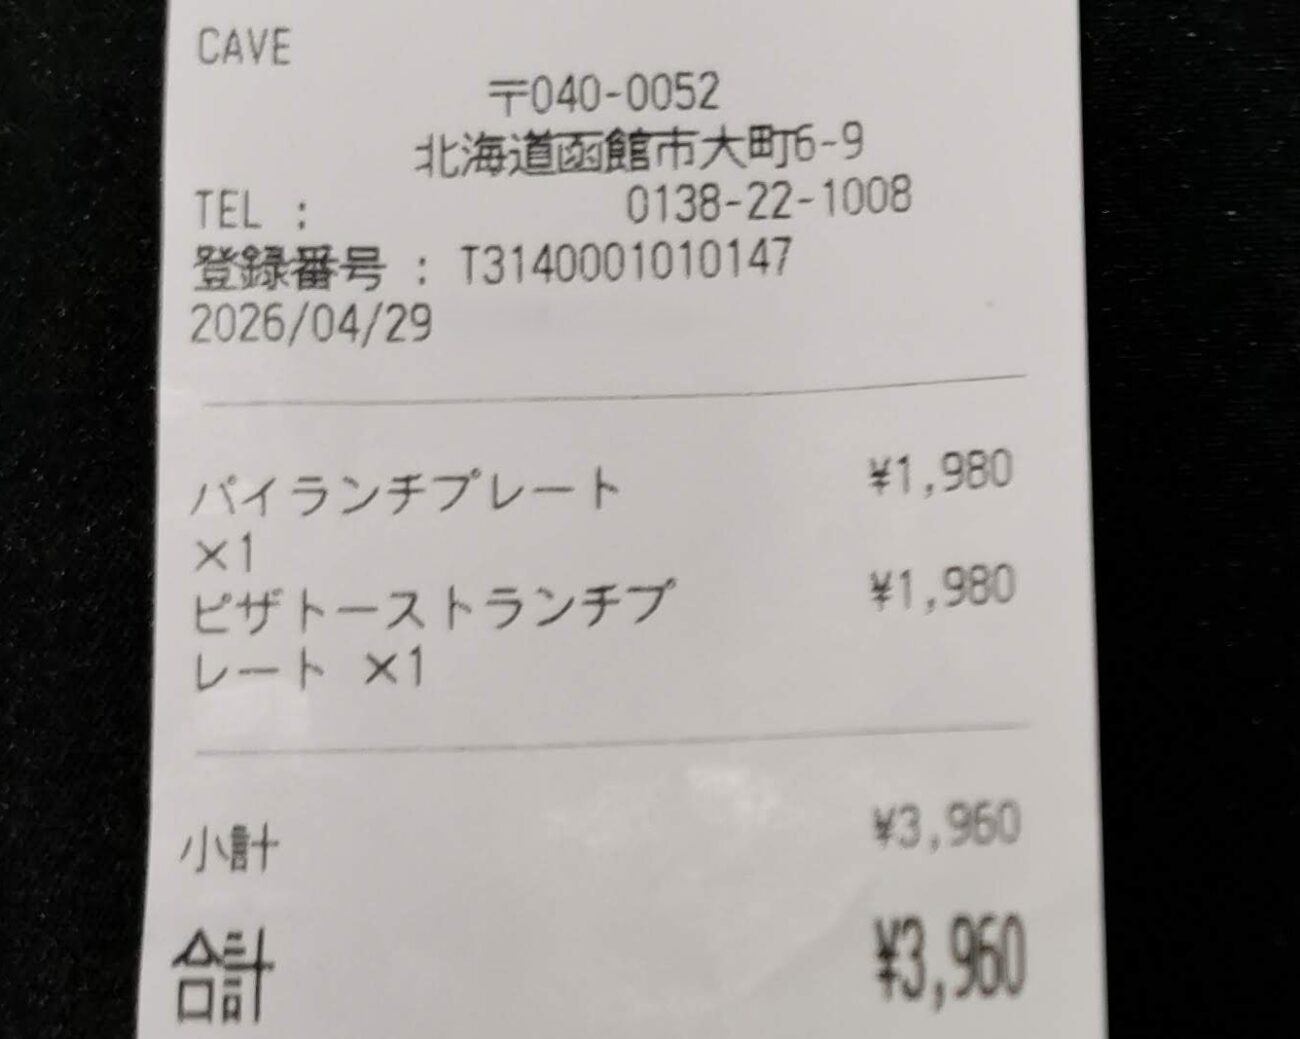 CAVE
〒040-0052
北海道函館市大町6-9
TEL : 0138-22-1008
登録番号 : T3140001010147
2026/04/29
パイランチプレート ¥1,980
×1
ピザトーストランチプ ¥1,980
レート ×1
小計 ¥3,960
合計 ¥3,960